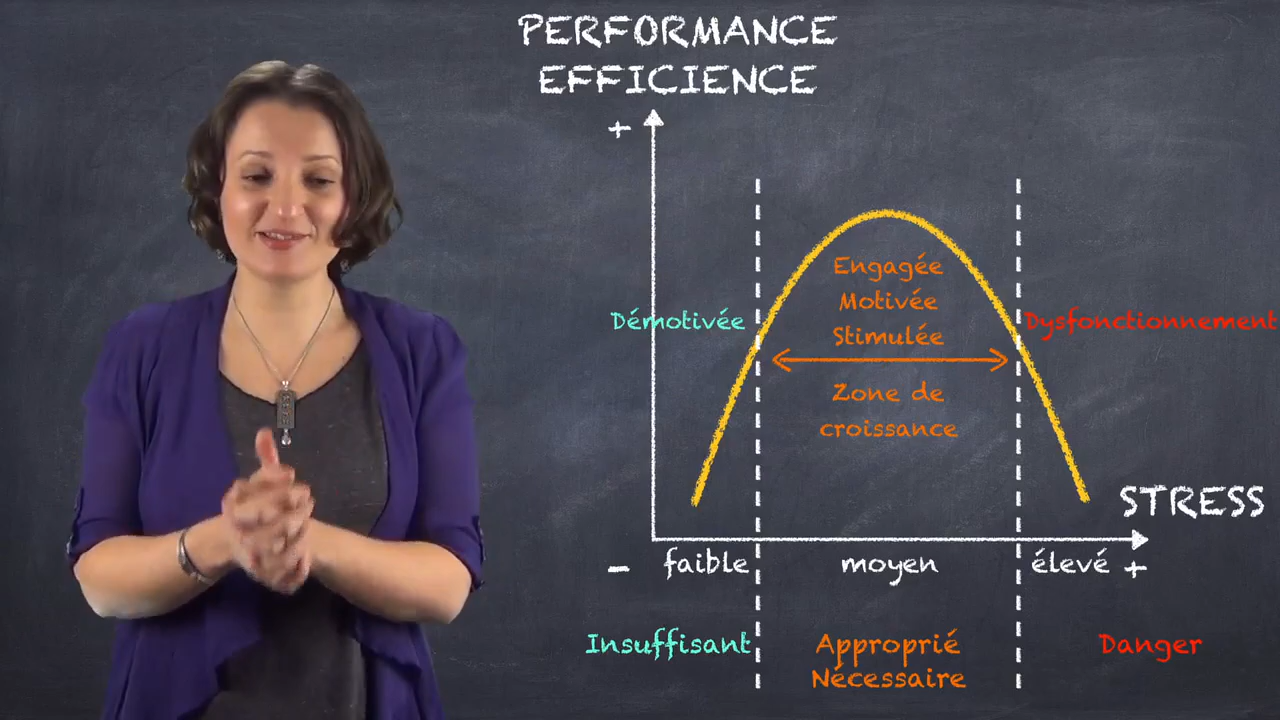 PERFORMANCE
EFFICIENCE
+
Engagée
Motivée
Stimulée
Démotivée
Dysfonctionnement
Zone de
croissance
STRESS
- faible moyen élevé +
Insuffisant
Approprié
Nécessaire
Danger